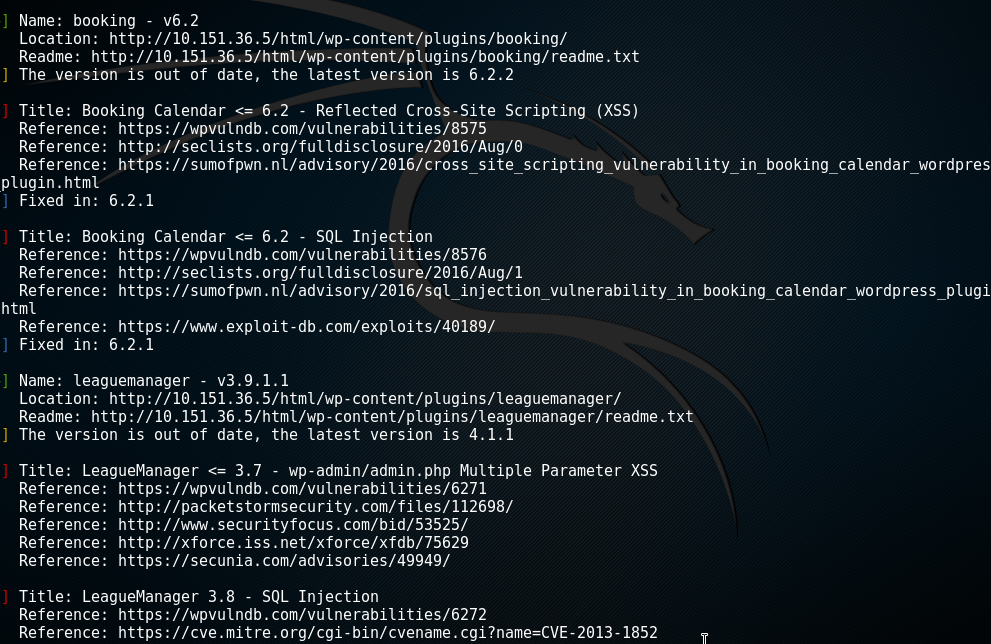 ] Name: booking - v6.2
Location: http://10.151.36.5/html/wp-content/plugins/booking/
Readme: http://10.151.36.5/html/wp-content/plugins/booking/readme.txt
] The version is out of date, the latest version is 6.2.2
] Title: Booking Calendar <= 6.2 - Reflected Cross-Site Scripting (XSS)
Reference: https://wpvulndb.com/vulnerabilities/8575
Reference: http://seclists.org/fulldisclosure/2016/Aug/0
Reference: https://sumofpwn.nl/advisory/2016/cross_site_scripting_vulnerability_in_booking_calendar_wordpres
plugin.html
] Fixed in: 6.2.1
] Title: Booking Calendar <= 6.2 - SQL Injection
Reference: https://wpvulndb.com/vulnerabilities/8576
Reference: http://seclists.org/fulldisclosure/2016/Aug/1
Reference: https://sumofpwn.nl/advisory/2016/sql_injection_vulnerability_in_booking_calendar_wordpress_plugi
html
Reference: https://www.exploit-db.com/exploits/40189/
] Fixed in: 6.2.1
] Name: leaguemanager - v3.9.1.1
Location: http://10.151.36.5/html/wp-content/plugins/leaguemanager/
Readme: http://10.151.36.5/html/wp-content/plugins/leaguemanager/readme.txt
] The version is out of date, the latest version is 4.1.1
] Title: LeagueManager <= 3.7 - wp-admin/admin.php Multiple Parameter XSS
Reference: https://wpvulndb.com/vulnerabilities/6271
Reference: http://packetstormsecurity.com/files/112698/
Reference: http://www.securityfocus.com/bid/53525/
Reference: http://xforce.iss.net/xforce/xfdb/75629
Reference: https://secunia.com/advisories/49949/
] Title: LeagueManager 3.8 - SQL Injection
Reference: https://wpvulndb.com/vulnerabilities/6272
Reference: https://cve.mitre.org/cgi-bin/cvename.cgi?name=CVE-2013-1852